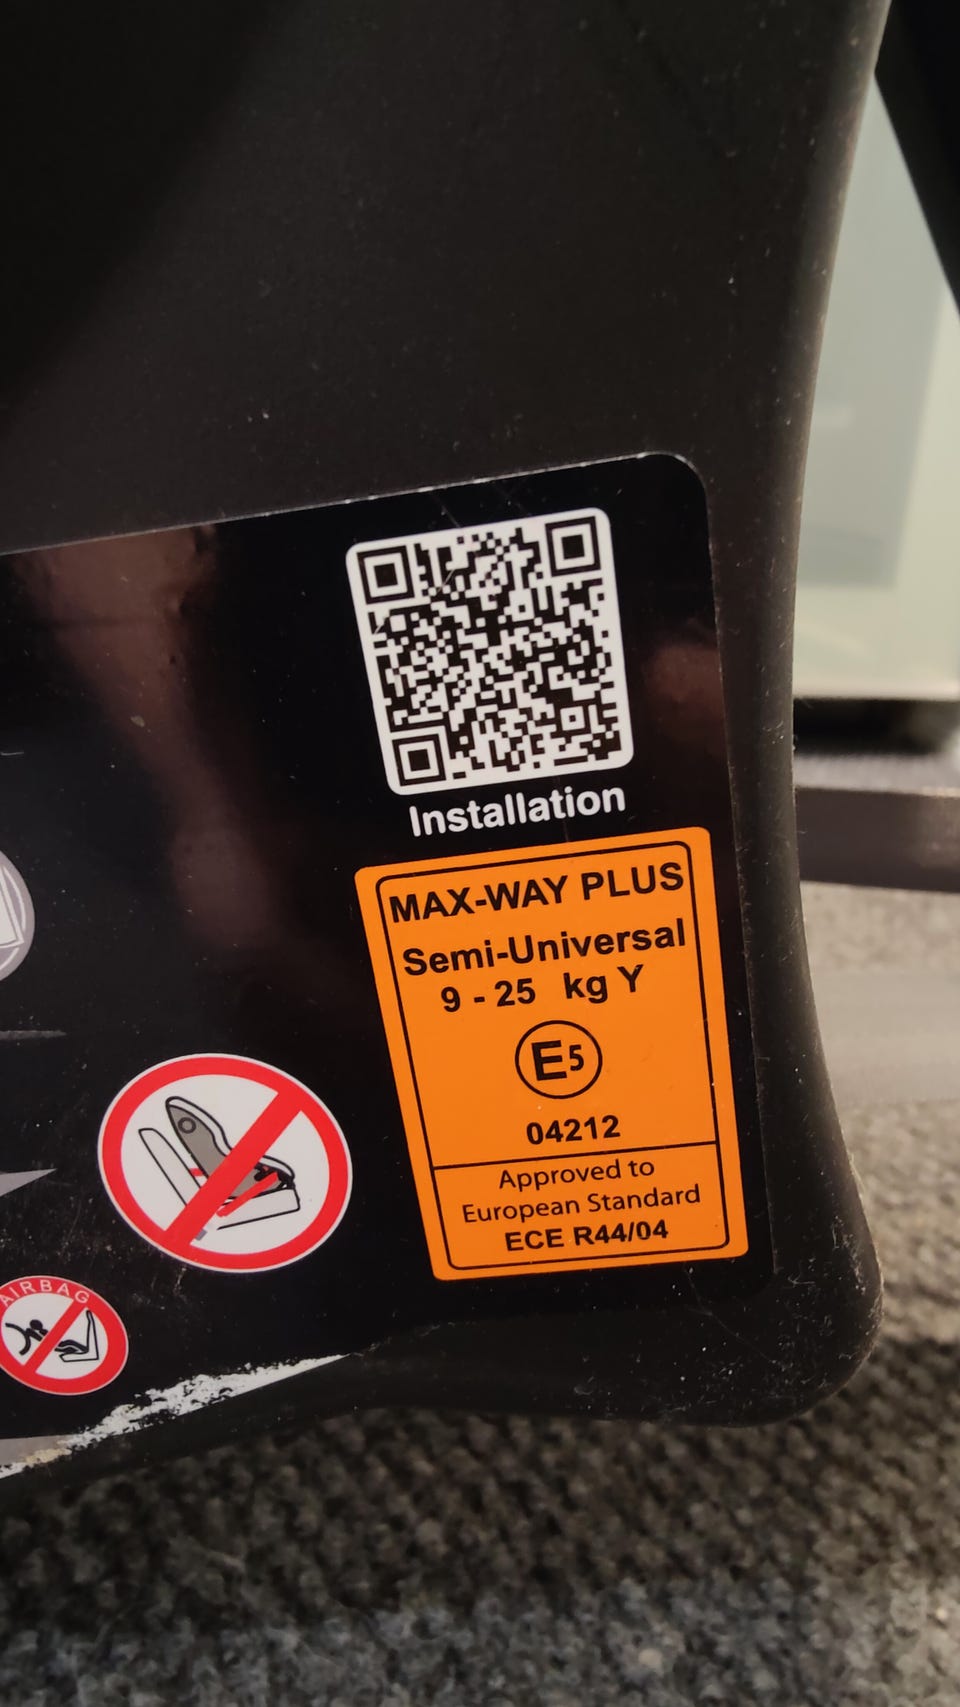 Installation
MAX-WAY PLUS
Semi-Universal
9 - 25 kg Y
E5
04212
Approved to
European Standard
ECE R44/04
AIRBAG